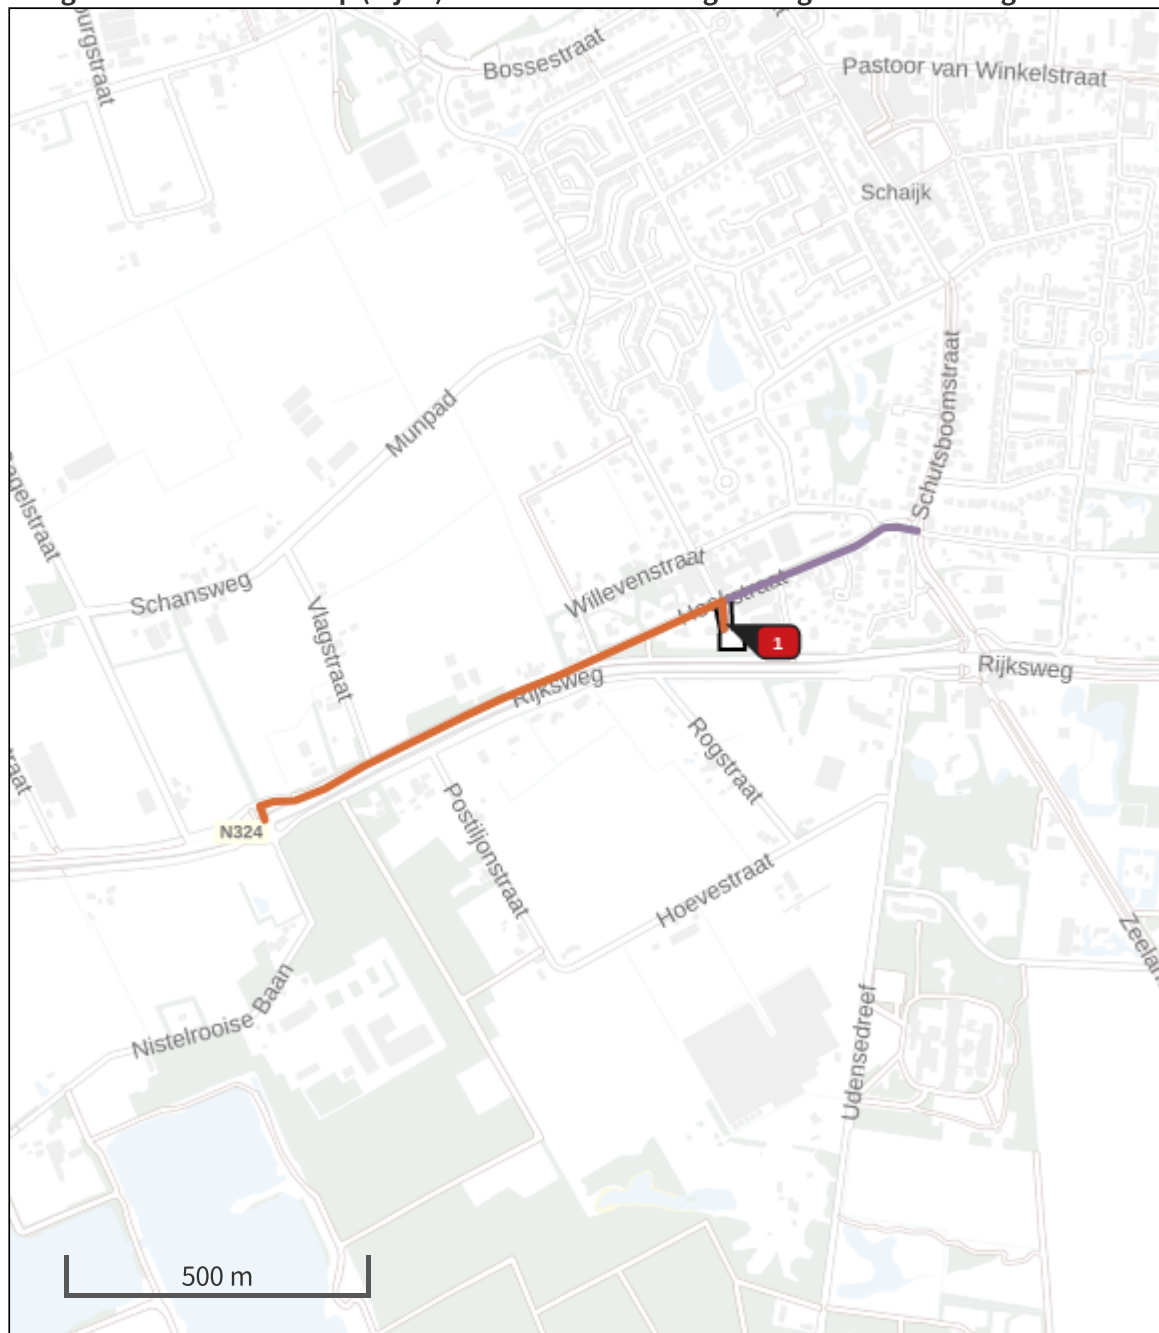 Bossestraat
Pastoor van Winkelstraat
Schaijk
Schutsboomstraat
Munpad
Schansweg
Vlagstraat
Willevenstraat
1
Rijksweg
Rijksweg
Rogstraat
Postiljonstraat
N324
Hoevestraat
Nistelrooise Baan
Udensedreef
500 m